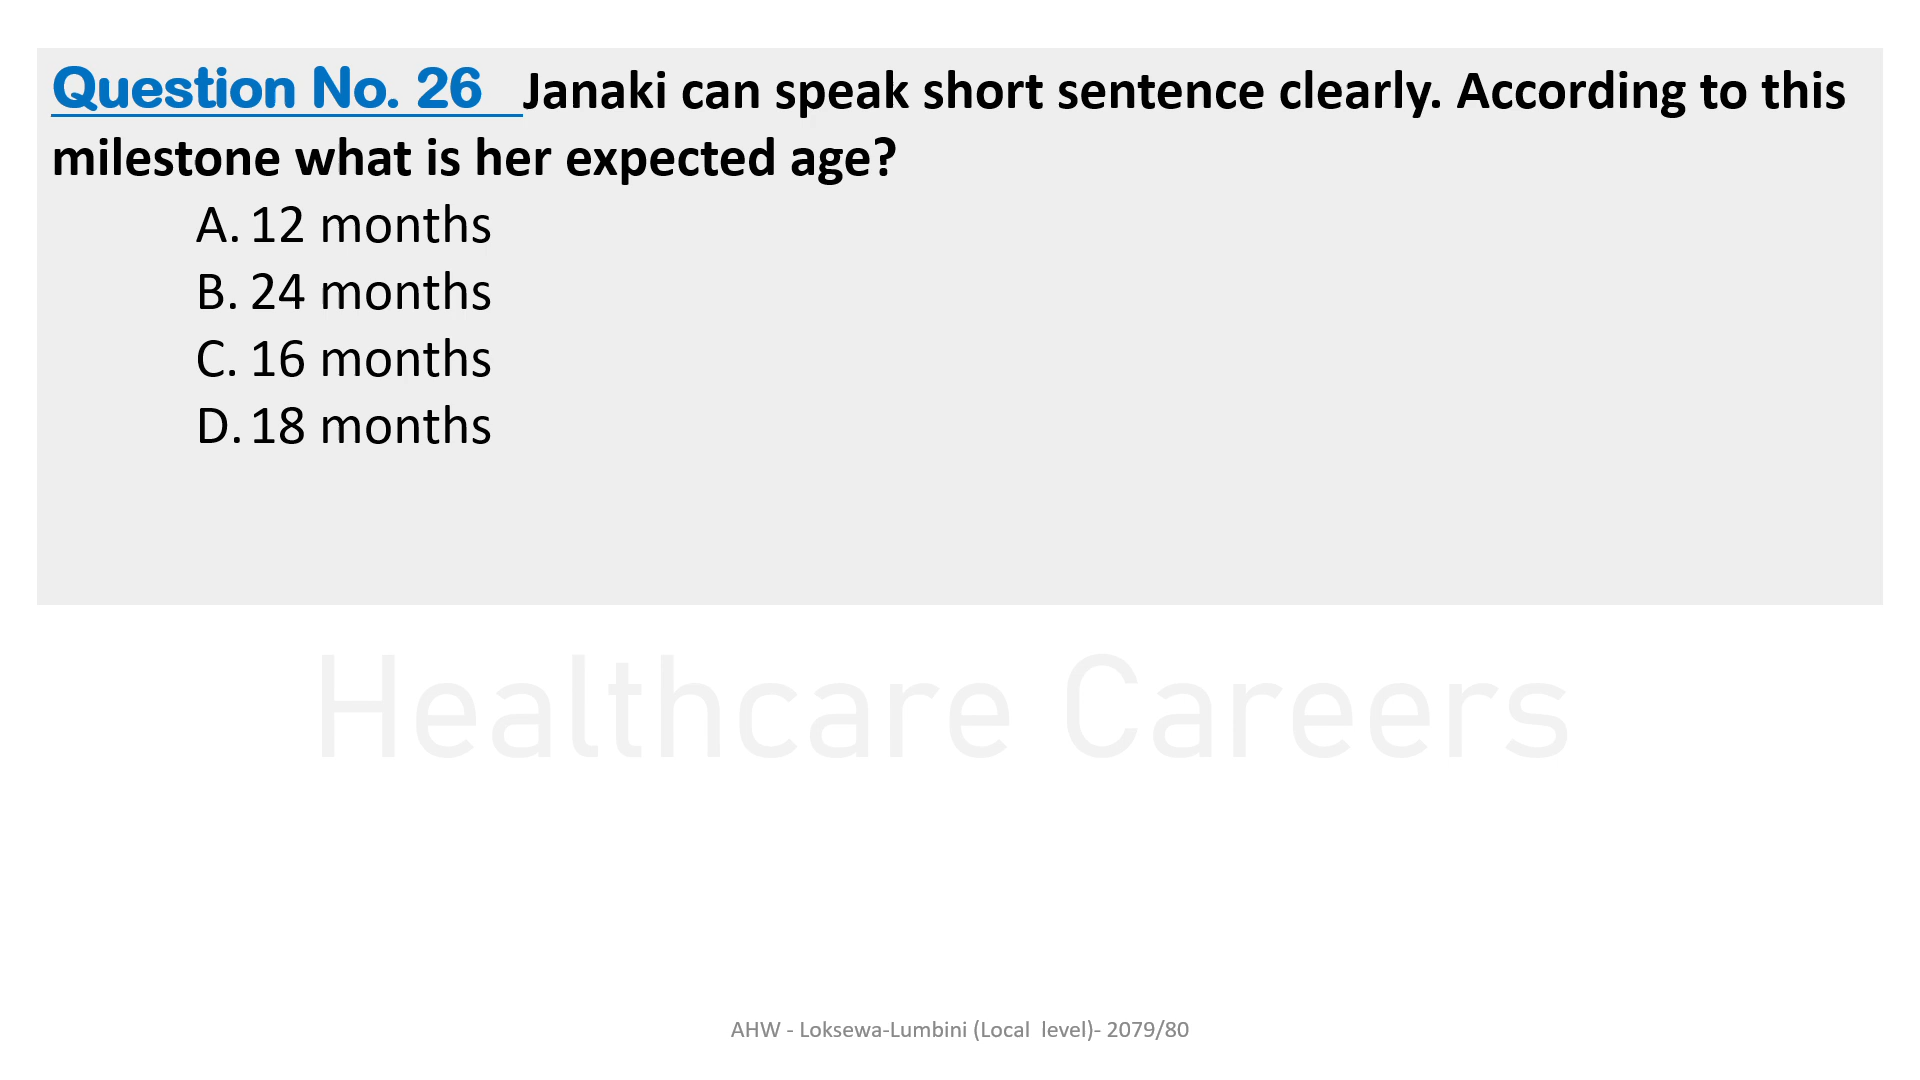 Question No. 26 Janaki can speak short sentence clearly. According to this
milestone what is her expected age?
A. 12 months
B. 24 months
C. 16 months
D. 18 months
Healthcare Careers
AHW - Loksewa-Lumbini (Local level)- 2079/80